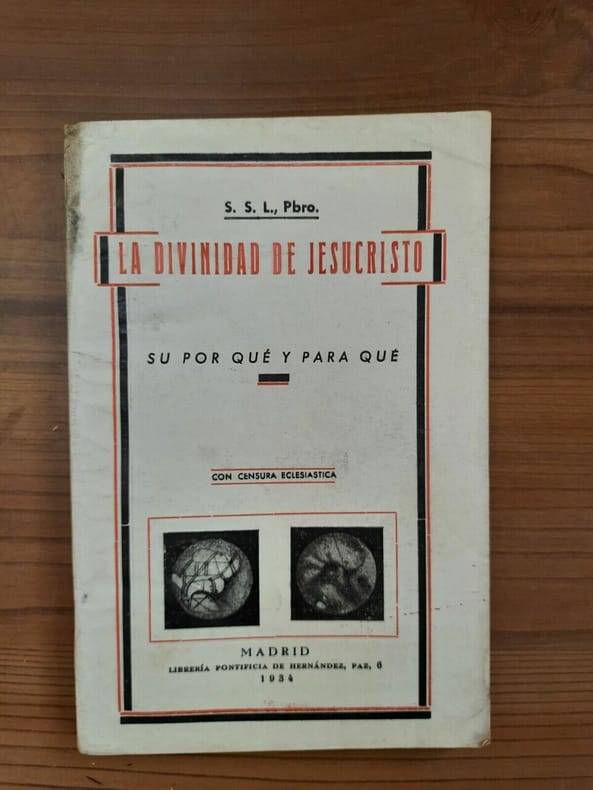 S. S. L., Pbro.
LA DIVINIDAD DE JESUCRISTO
SU POR QUÉ Y PARA QUÉ
CON CENSURA ECLESIASTICA
MADRID
LIBRERÍA PONTIFICIA DE HERNÁNDEZ, PAZ, 6
1934